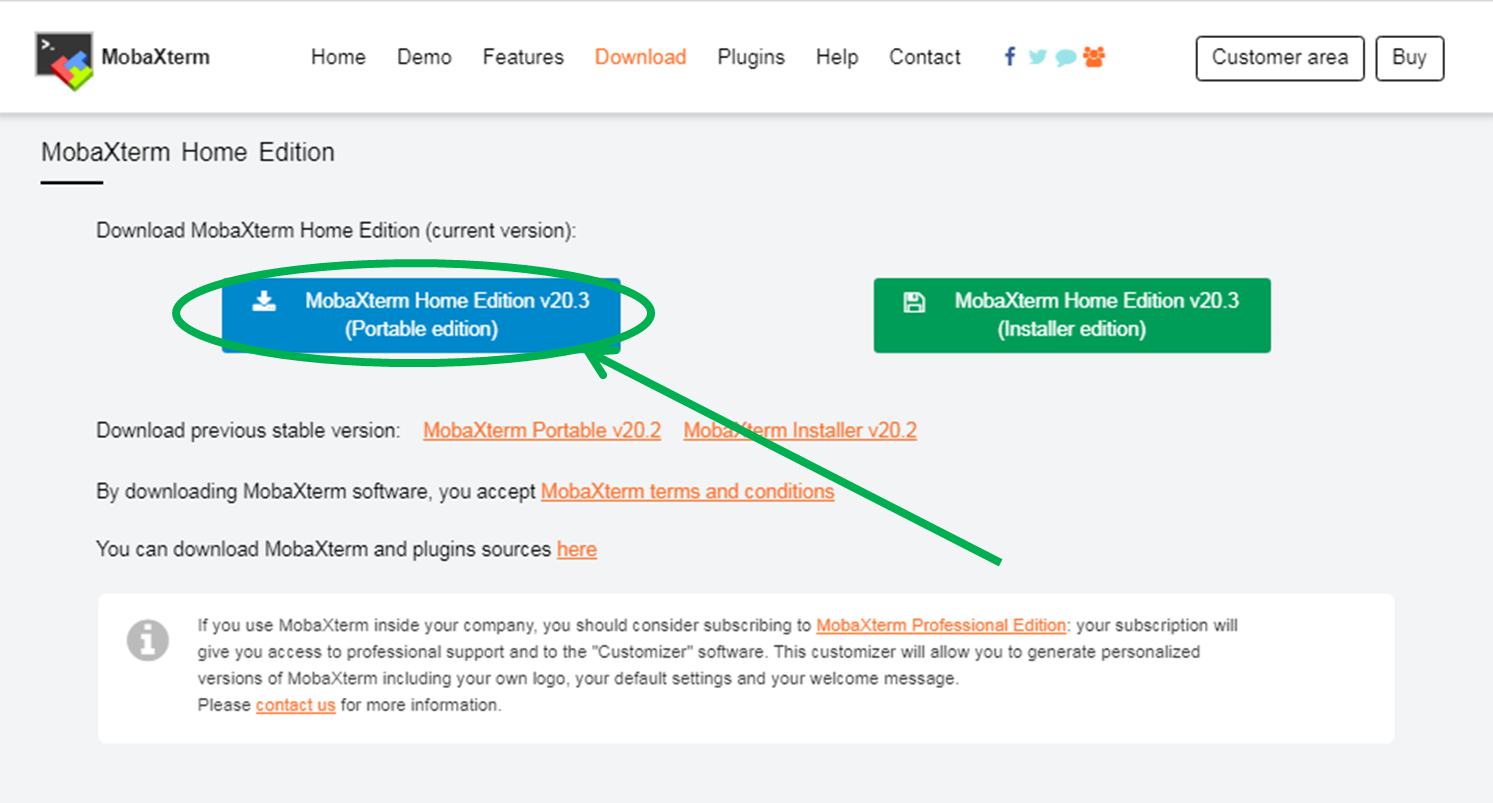 >_
MobaXterm
Home Demo Features Download Plugins Help Contact
Customer area Buy
MobaXterm Home Edition
Download MobaXterm Home Edition (current version):
MobaXterm Home Edition v20.3
(Portable edition)
MobaXterm Home Edition v20.3
(Installer edition)
Download previous stable version: MobaXterm Portable v20.2 MobaXterm Installer v20.2
By downloading MobaXterm software, you accept MobaXterm terms and conditions
You can download MobaXterm and plugins sources here
If you use MobaXterm inside your company, you should consider subscribing to MobaXterm Professional Edition: your subscription will
give you access to professional support and to the "Customizer" software. This customizer will allow you to generate personalized
versions of MobaXterm including your own logo, your default settings and your welcome message.
Please contact us for more information.